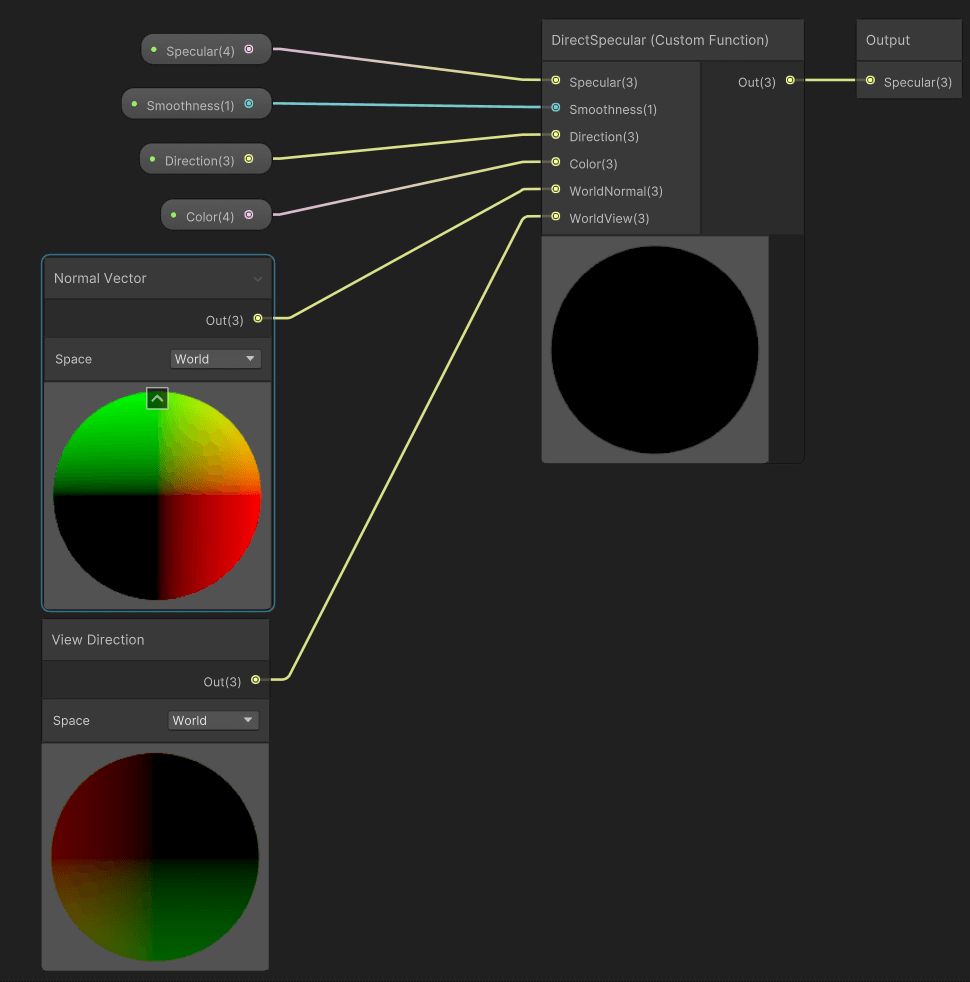 Specular(4)
Smoothness(1)
Direction(3)
Color(4)
DirectSpecular (Custom Function)
Specular(3)
Smoothness(1)
Direction(3)
Color(3)
WorldNormal(3)
WorldView(3)
Out(3)
Output
Specular(3)
Normal Vector
Out(3)
Space
World
View Direction
Out(3)
Space
World